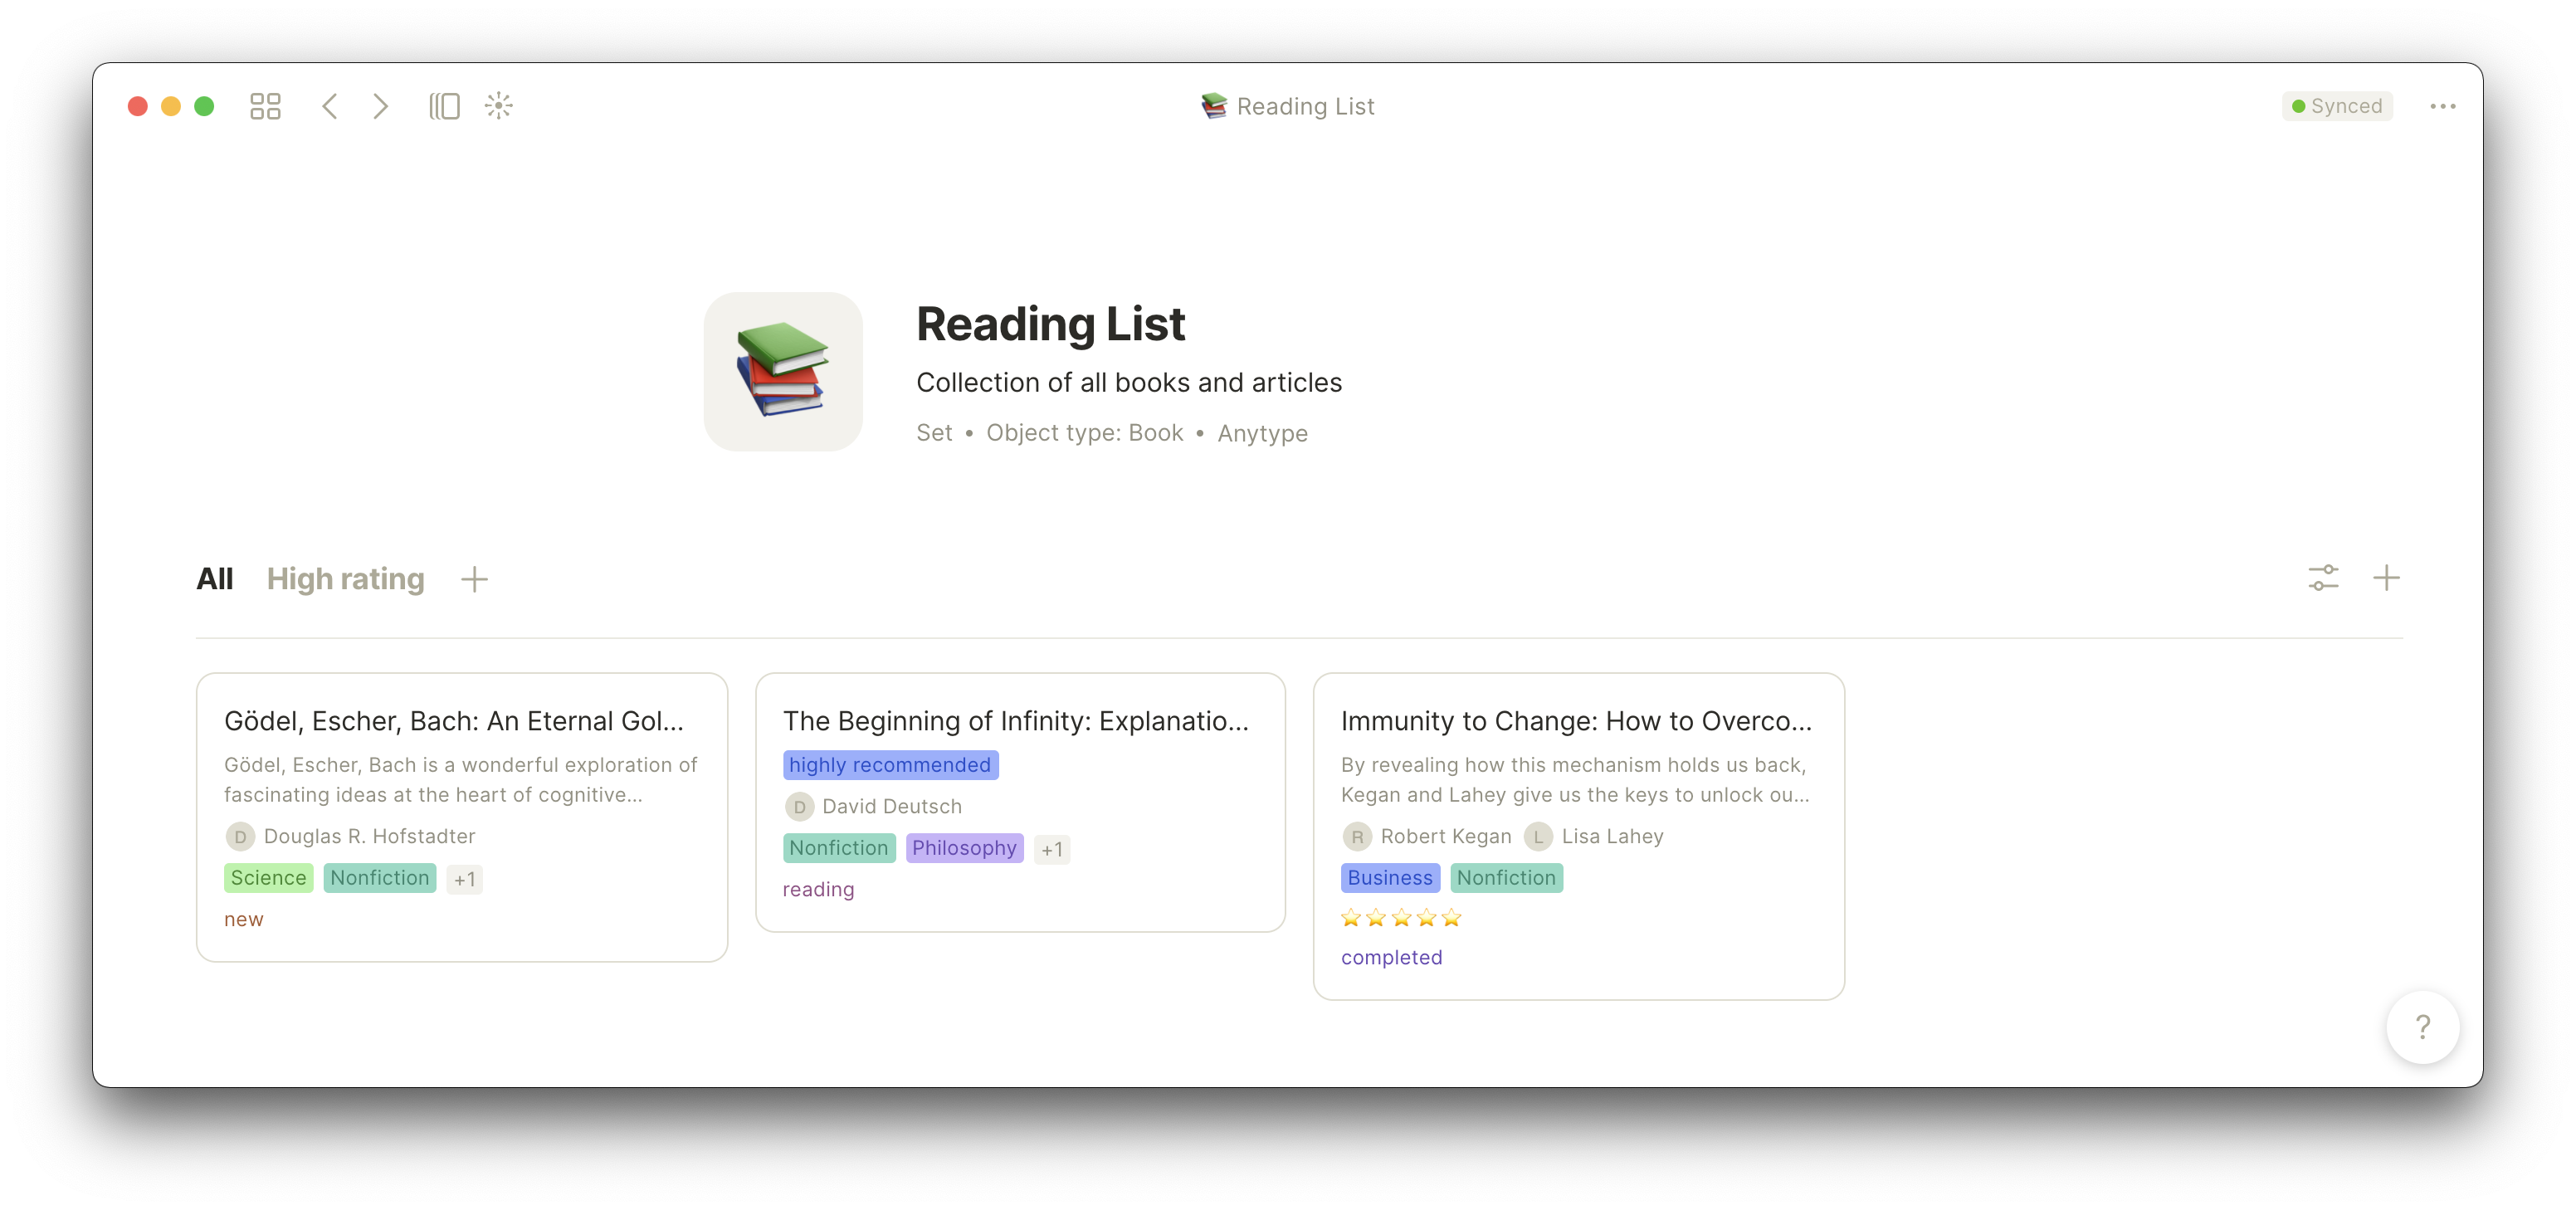 Reading List
Synced
Reading List
Collection of all books and articles
Set • Object type: Book • Anytype
All High rating
Gödel, Escher, Bach: An Eternal Gol...
Gödel, Escher, Bach is a wonderful exploration of
fascinating ideas at the heart of cognitive...
D Douglas R. Hofstadter
Science Nonfiction +1
new
The Beginning of Infinity: Explanatio...
highly recommended
D David Deutsch
Nonfiction Philosophy +1
reading
Immunity to Change: How to Overco...
By revealing how this mechanism holds us back,
Kegan and Lahey give us the keys to unlock ou...
R Robert Kegan L Lisa Lahey
Business Nonfiction
completed
?